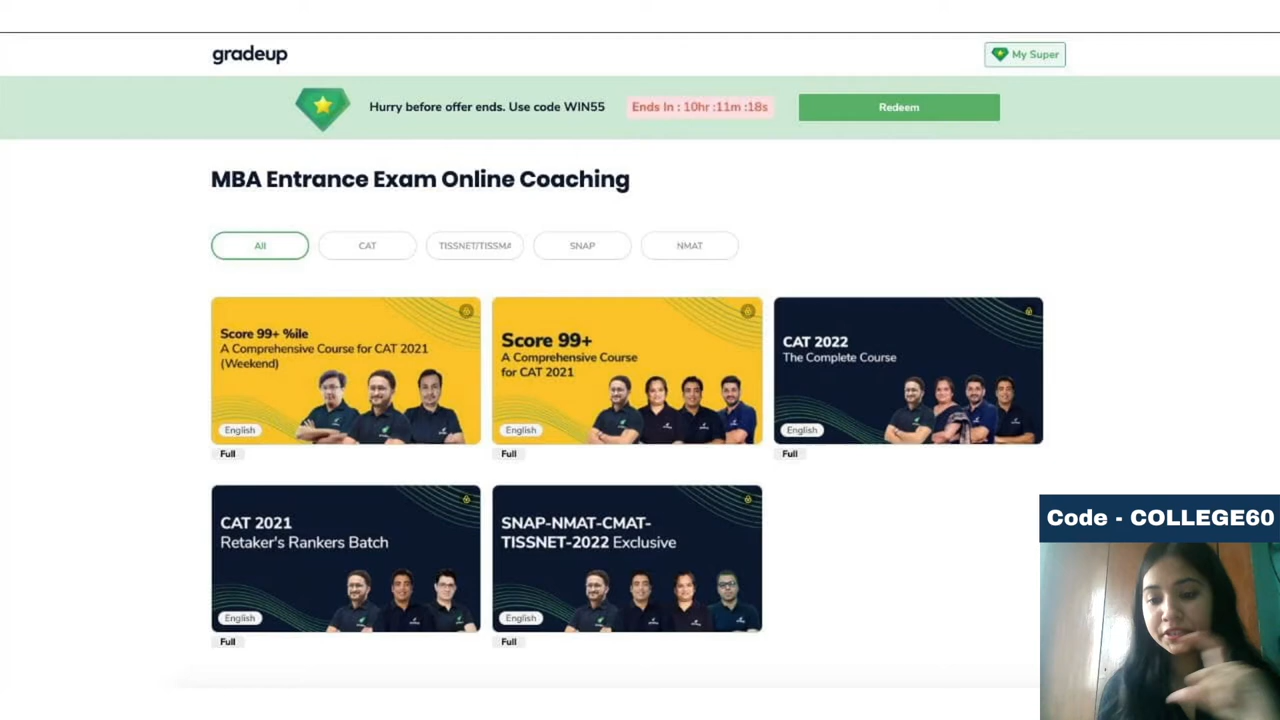 gradeup
My Super
Hurry before offer ends. Use code WIN55
Ends In : 10hr :11m :18s
Redeem
MBA Entrance Exam Online Coaching
All
CAT
TISSNET/TISSMA
SNAP
NMAT
Score 99+ %ile
A Comprehensive Course for CAT 2021
(Weekend)
English
Full
Score 99+
A Comprehensive Course
for CAT 2021
English
Full
CAT 2022
The Complete Course
English
Full
CAT 2021
Retaker's Rankers Batch
English
Full
SNAP-NMAT-CMAT-
TISSNET-2022 Exclusive
English
Full
Code - COLLEGE60